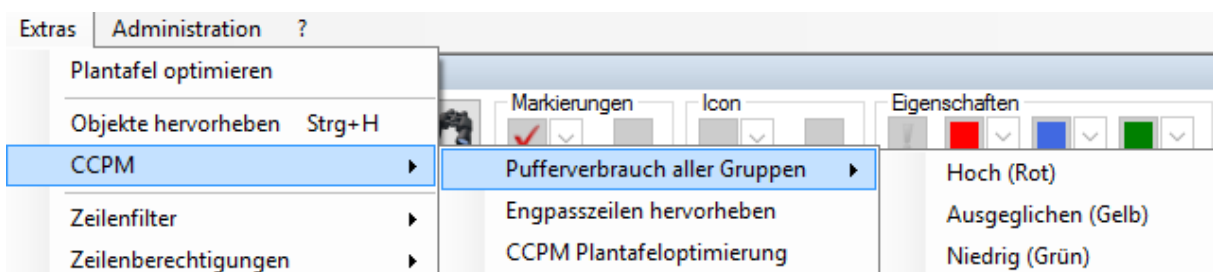 Extras Administration ?
Plantafel optimieren
Markierungen Icon Eigenschaften
Objekte hervorheben Strg+H
CCPM Pufferverbrauch aller Gruppen Hoch (Rot)
Zeilenfilter Engpasszeilen hervorheben Ausgeglichen (Gelb)
Zeilenberechtigungen CCPM Plantafeloptimierung Niedrig (Grün)